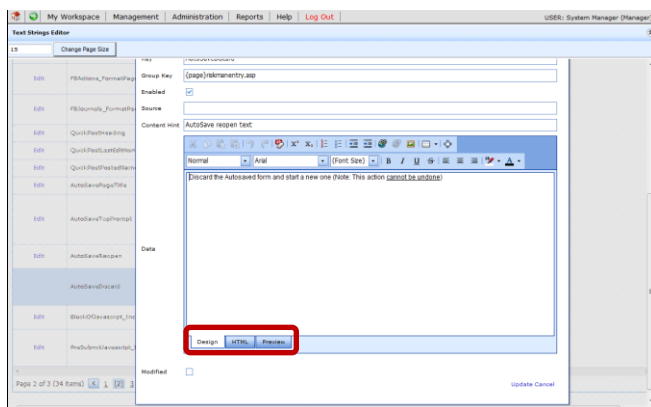 My Workspace | Management | Administration | Reports | Help | Log Out
USER: System Manager (Manager)
Text Strings Editor
15 Change Page Size
Key AutoSaveDiscard
Edit FBActions_FormatPag
Group Key {page}riskmanentry.asp
Enabled
Edit FBJournals_FormatPa
Source
Content Hint AutoSave reopen text
Edit QuickPostHeading
Edit QuickPostLastEditNam
Normal Arial (Font Size) B I U S A
Edit QuickPostPostedName
Edit AutoSavePageTitle
Discard the Autosaved form and start a new one (Note: This action cannot be undone)
Edit AutoSaveTopPrompt
Data
Edit AutoSaveReopen
AutoSaveDiscard
Edit BlockOfJavascript_Inc
Design HTML Preview
Edit PreSubmitJavascript_I
Modified
Page 2 of 3 (34 items) < 1 [2] 3
Update Cancel